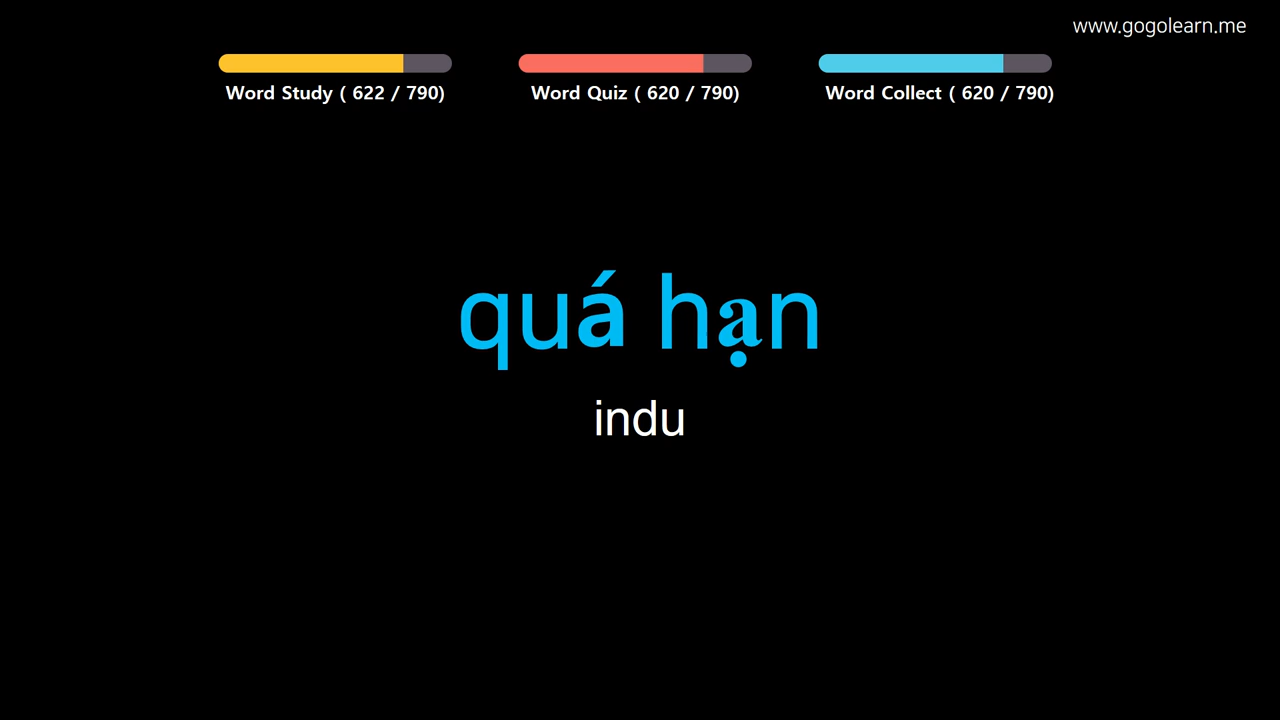 www.gogolearn.me
Word Study ( 622 / 790)
Word Quiz ( 620 / 790)
Word Collect ( 620 / 790)
quá hạn
indu